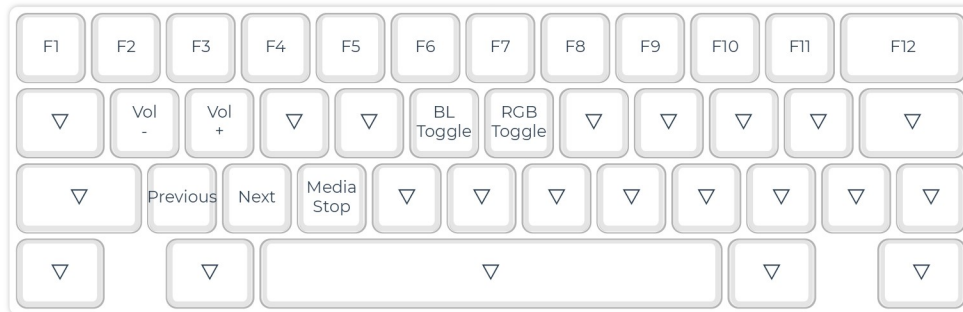 F1 F2 F3 F4 F5 F6 F7 F8 F9 F10 F11 F12
▽ Vol - Vol + ▽ ▽ BL Toggle RGB Toggle ▽ ▽ ▽ ▽ ▽
▽ Previous Next Media Stop ▽ ▽ ▽ ▽ ▽ ▽ ▽ ▽
▽ ▽ ▽ ▽ ▽